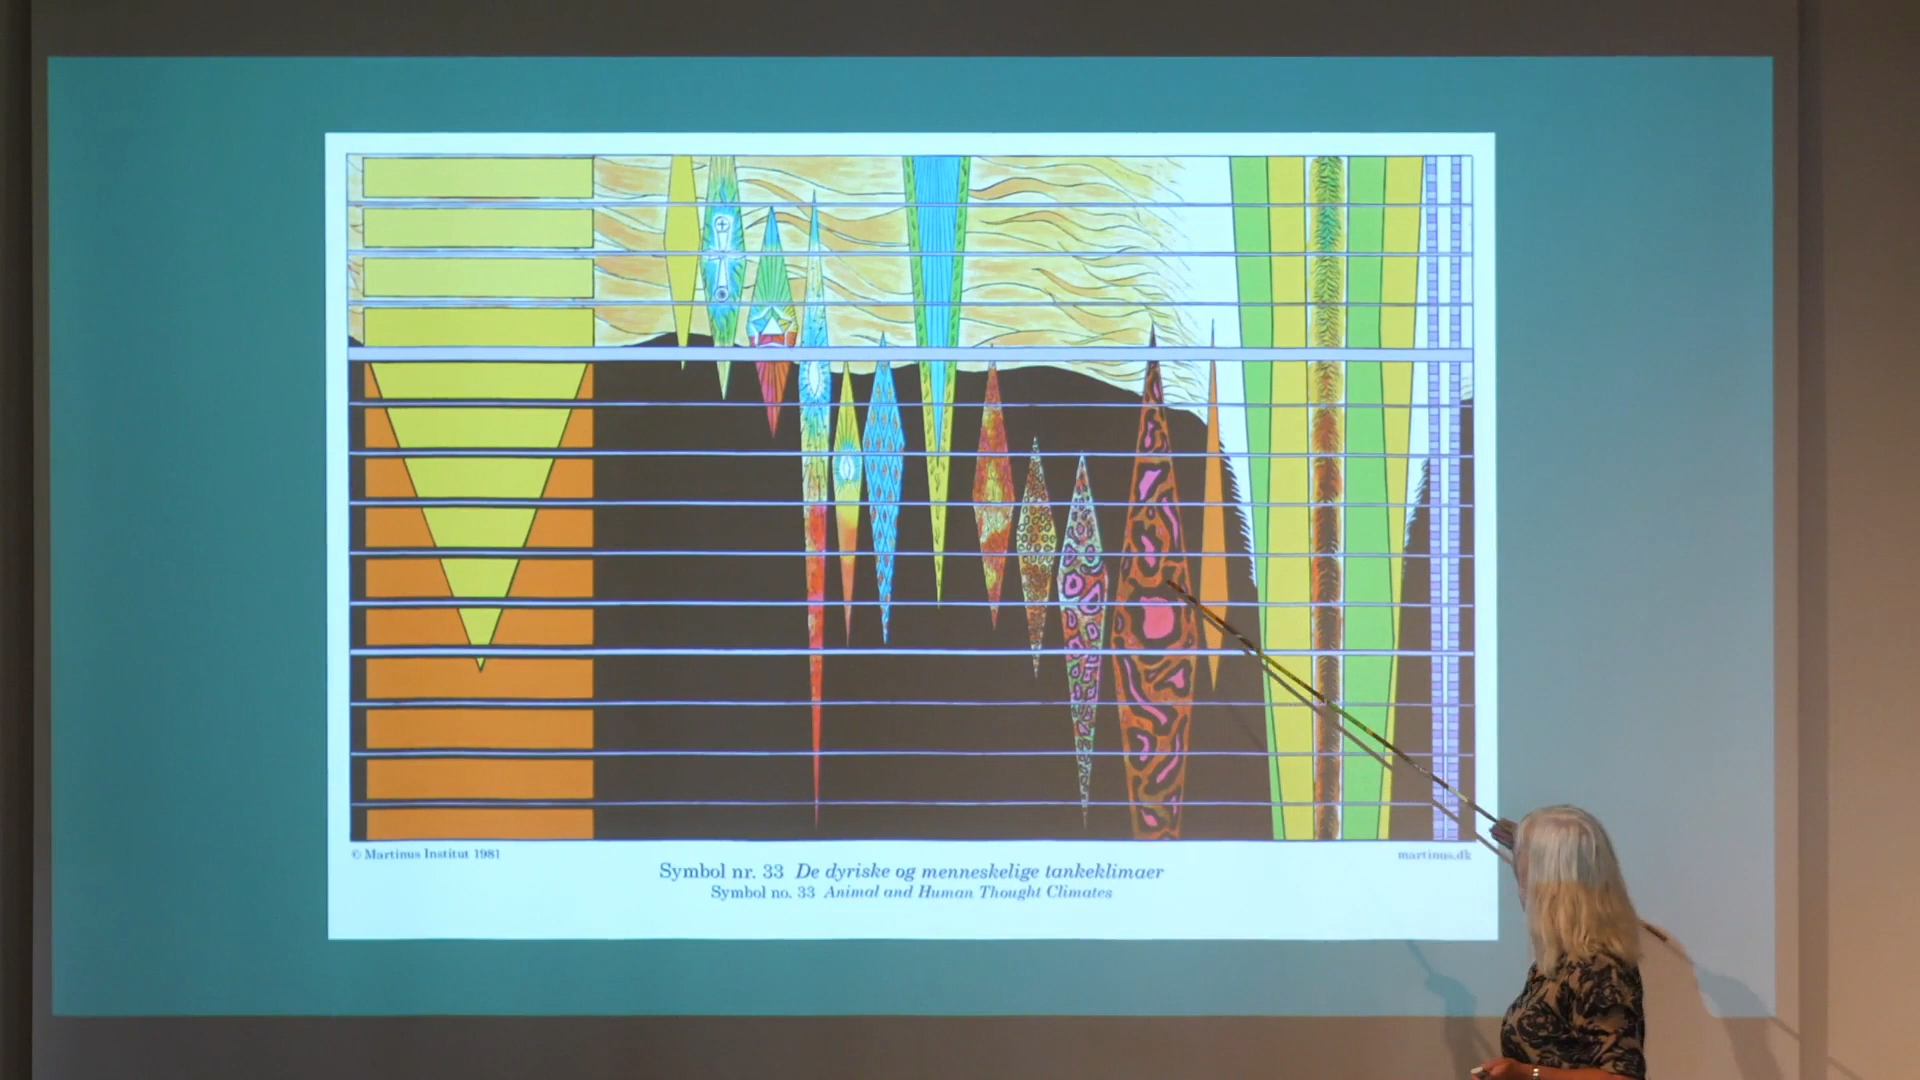 © Martinus Institut 1981
martinus.dk
Symbol nr. 33 De dyriske og menneskelige tankeklimaer
Symbol no. 33 Animal and Human Thought Climates